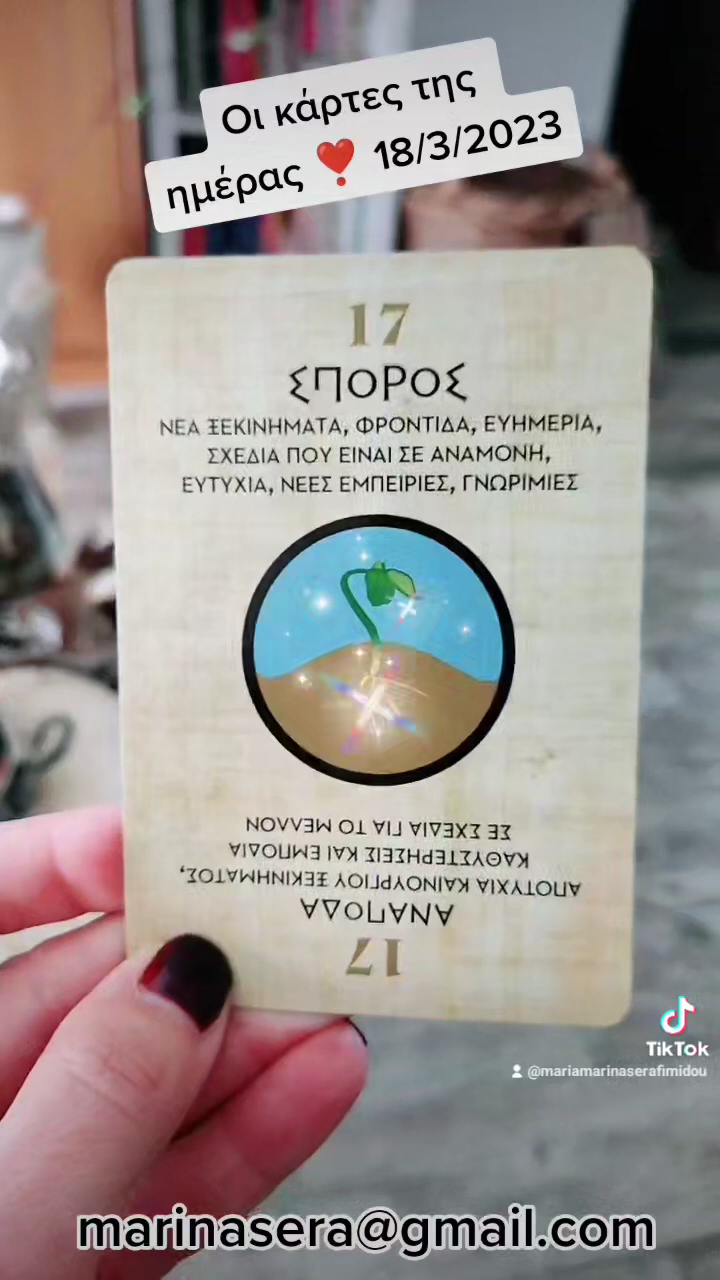 Οι κάρτες της
ημέρας ❣️ 18/3/2023
17
ΣΠΟΡΟΣ
ΝΕΑ ΞΕΚΙΝΗΜΑΤΑ, ΦΡΟΝΤΙΔΑ, ΕΥΗΜΕΡΙΑ,
ΣΧΕΔΙΑ ΠΟΥ ΕΙΝΑΙ ΣΕ ΑΝΑΜΟΝΗ,
ΕΥΤΥΧΙΑ, ΝΕΕΣ ΕΜΠΕΙΡΙΕΣ, ΓΝΩΡΙΜΙΕΣ
17
ΑΝΑΠΟΔΑ
ΑΠΟΤΥΧΙΑ ΚΑΙΝΟΥΡΓΙΟΥ ΞΕΚΙΝΗΜΑΤΟΣ,
ΚΑΘΥΣΤΕΡΗΣΕΙΣ ΚΑΙ ΕΜΠΟΔΙΑ
ΣΕ ΣΧΕΔΙΑ ΓΙΑ ΤΟ ΜΕΛΛΟΝ
TikTok
@mariamarinaserafimidou
marinasera@gmail.com